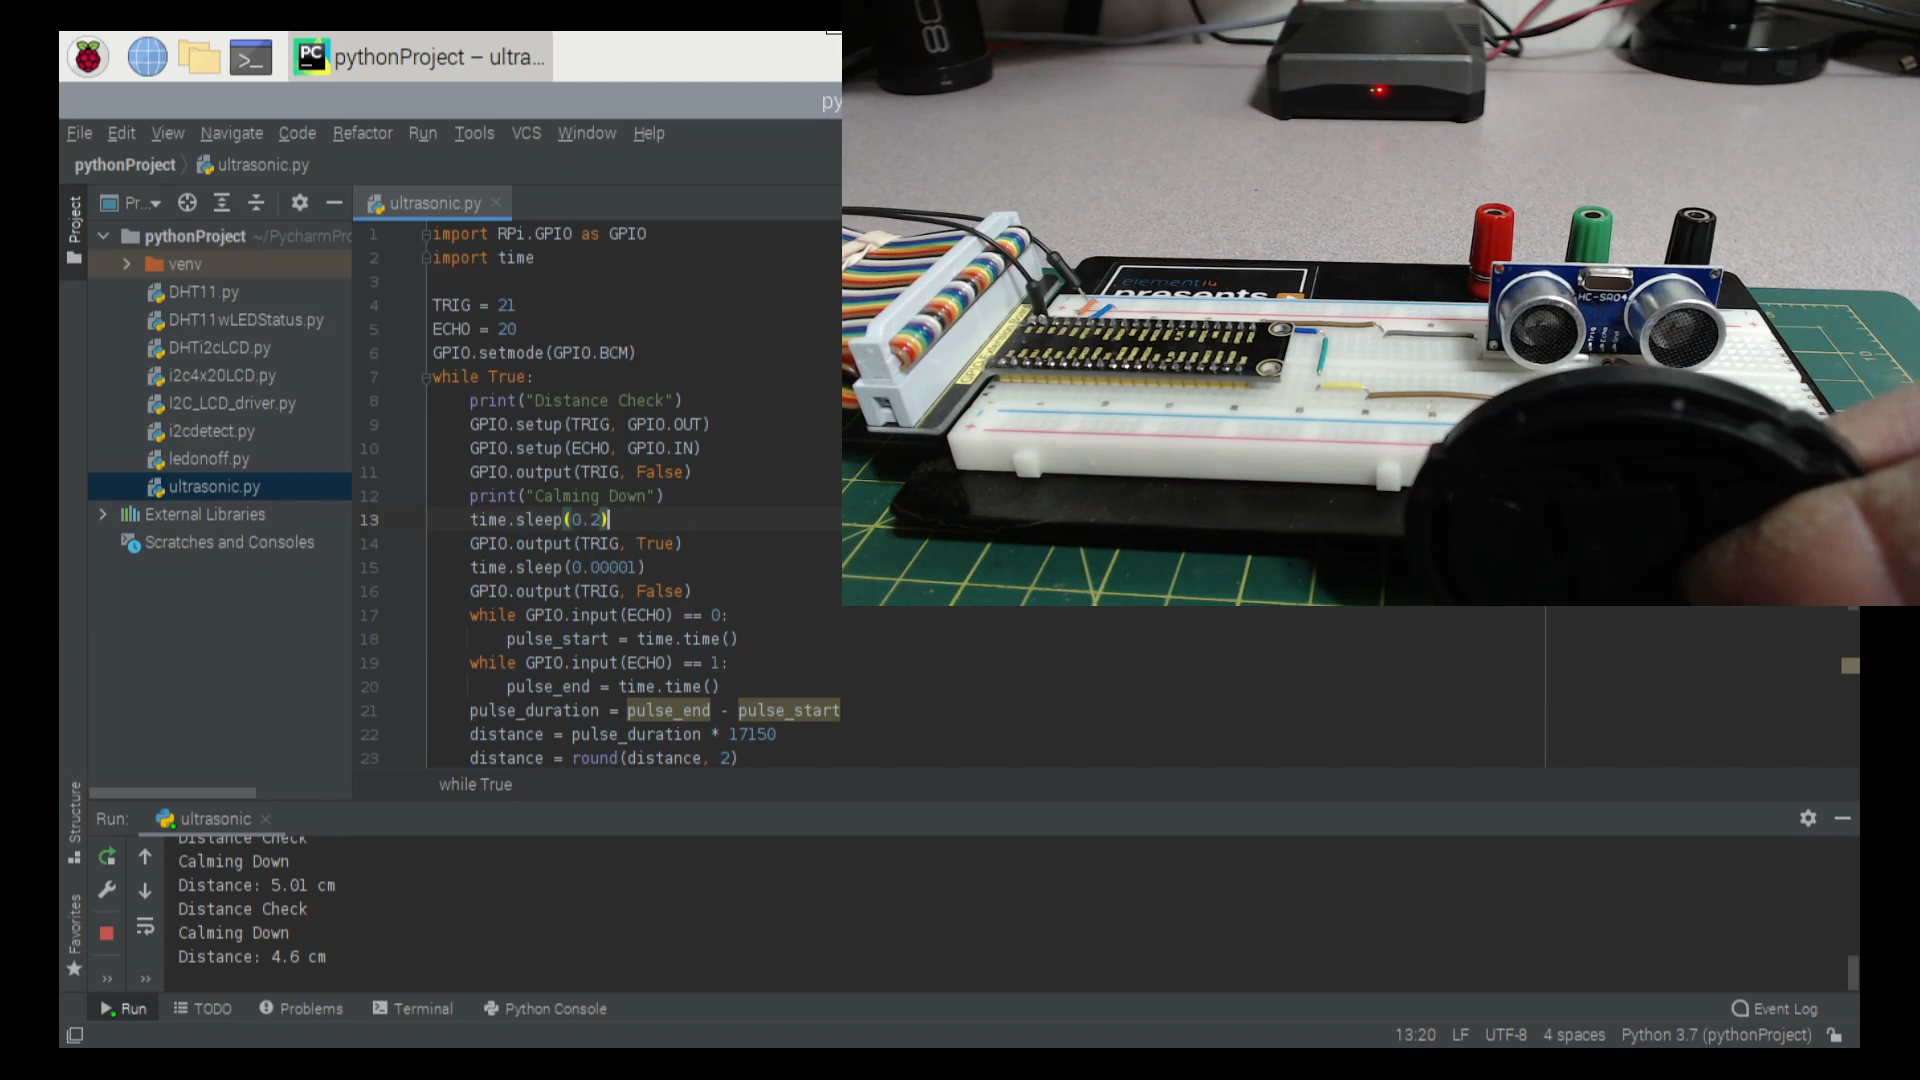 pythonProject – ultra...
py
File Edit View Navigate Code Refactor Run Tools VCS Window Help
pythonProject ultrasonic.py
Project
Pr...
ultrasonic.py
pythonProject ~/PycharmPro
venv
DHT11.py
DHT11wLEDStatus.py
DHTi2cLCD.py
i2c4x20LCD.py
I2C_LCD_driver.py
i2cdetect.py
ledonoff.py
ultrasonic.py
External Libraries
Scratches and Consoles
1 import RPi.GPIO as GPIO
2 import time
3
4 TRIG = 21
5 ECHO = 20
6 GPIO.setmode(GPIO.BCM)
7 while True:
8 print("Distance Check")
9 GPIO.setup(TRIG, GPIO.OUT)
10 GPIO.setup(ECHO, GPIO.IN)
11 GPIO.output(TRIG, False)
12 print("Calming Down")
13 time.sleep(0.2)
14 GPIO.output(TRIG, True)
15 time.sleep(0.00001)
16 GPIO.output(TRIG, False)
17 while GPIO.input(ECHO) == 0:
18 pulse_start = time.time()
19 while GPIO.input(ECHO) == 1:
20 pulse_end = time.time()
21 pulse_duration = pulse_end - pulse_start
22 distance = pulse_duration * 17150
23 distance = round(distance, 2)
while True
element14
presents
HC-SR04
Structure
Favorites
Run: ultrasonic
Distance Check
Calming Down
Distance: 5.01 cm
Distance Check
Calming Down
Distance: 4.6 cm
Run TODO Problems Terminal Python Console Event Log
13:20 LF UTF-8 4 spaces Python 3.7 (pythonProject)